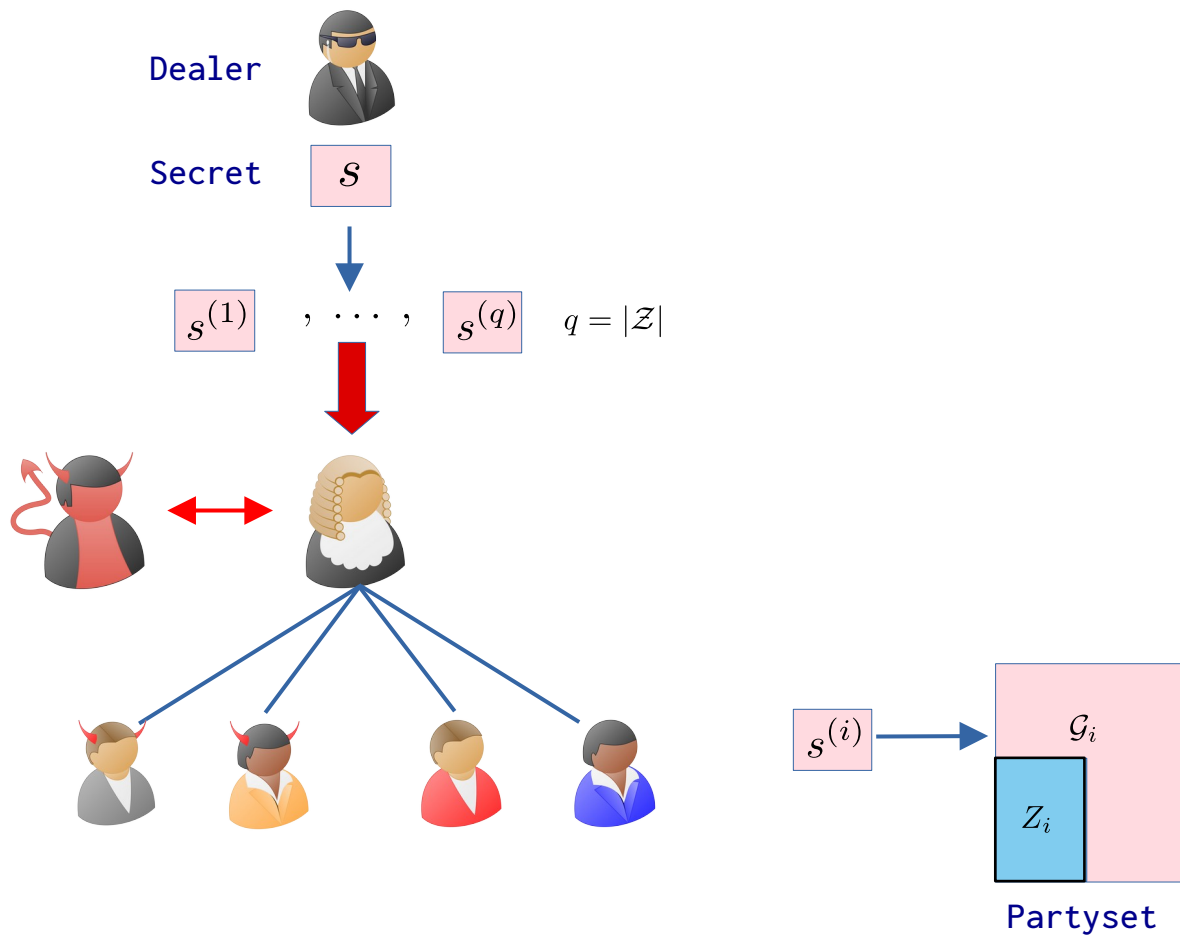 Dealer
Secret
s
s^{(1)} , ... , s^{(q)} q = |𝒵|
s^{(i)}
𝒢_i
Z_i
Partyset